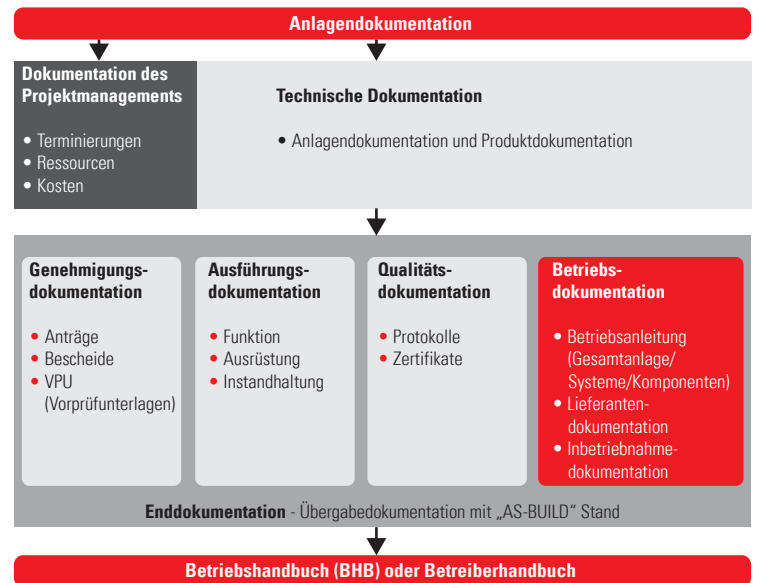 Anlagendokumentation
Dokumentation des
Projektmanagements
• Terminierungen
• Ressourcen
• Kosten
Technische Dokumentation
• Anlagendokumentation und Produktdokumentation
Genehmigungs-
dokumentation
• Anträge
• Bescheide
• VPU
(Vorprüfunterlagen)
Ausführungs-
dokumentation
• Funktion
• Ausrüstung
• Instandhaltung
Qualitäts-
dokumentation
• Protokolle
• Zertifikate
Betriebs-
dokumentation
• Betriebsanleitung
(Gesamtanlage/
Systeme/Komponenten)
• Lieferanten-
dokumentation
• Inbetriebnahme-
dokumentation
Enddokumentation - Übergabedokumentation mit „AS-BUILD" Stand
Betriebshandbuch (BHB) oder Betreiberhandbuch